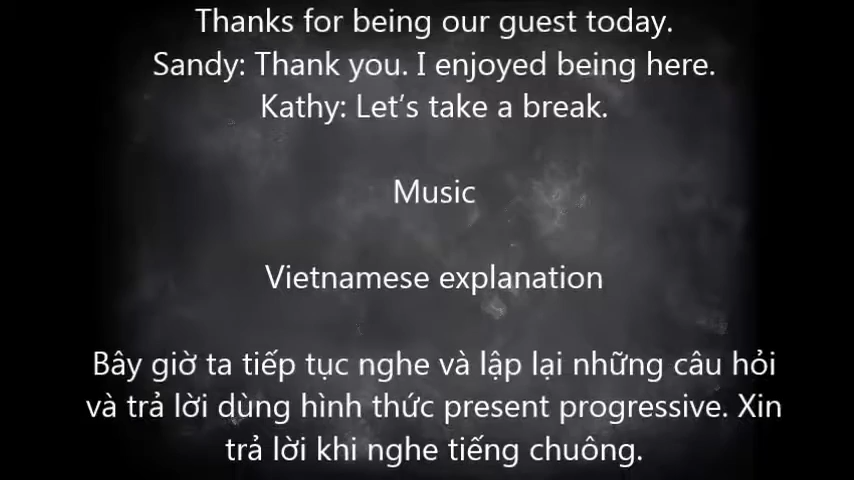 Thanks for being our guest today.
Sandy: Thank you. I enjoyed being here.
Kathy: Let’s take a break.
Music
Vietnamese explanation
Bây giờ ta tiếp tục nghe và lập lại những câu hỏi
và trả lời dùng hình thức present progressive. Xin
trả lời khi nghe tiếng chuông.